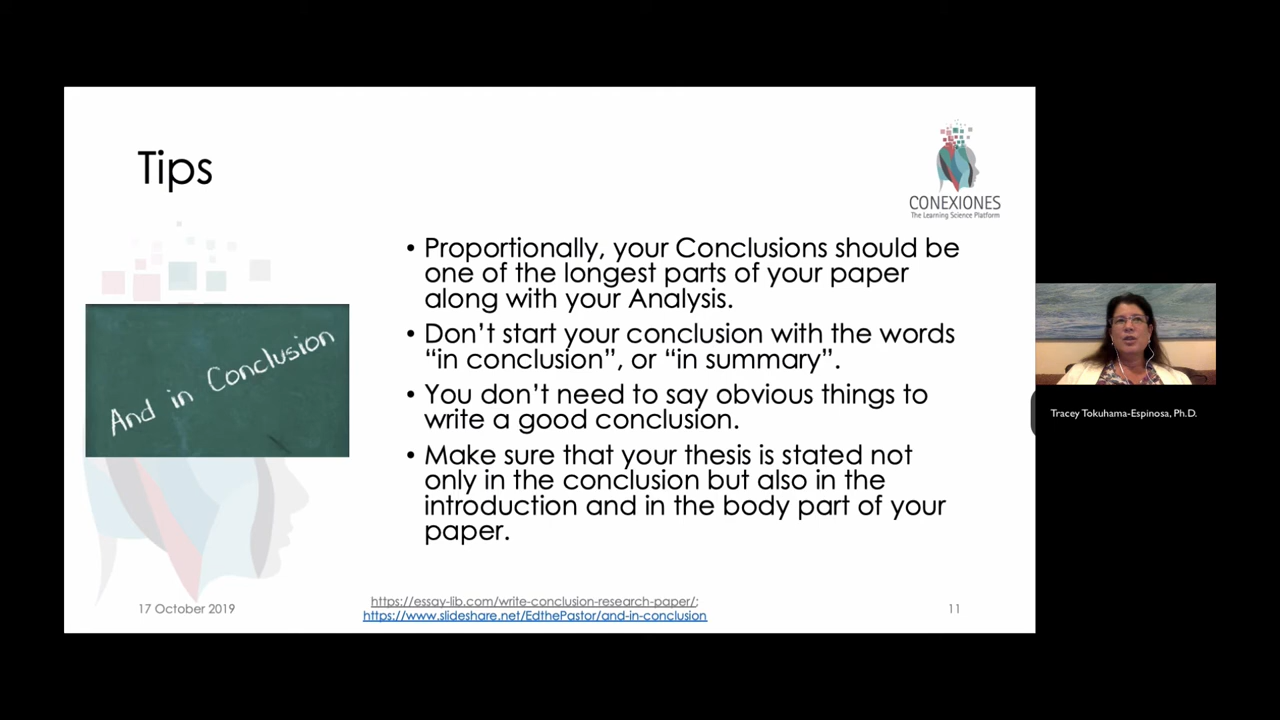 Tips
CONEXIONES
The Learning Science Platform
• Proportionally, your Conclusions should be
one of the longest parts of your paper
along with your Analysis.
• Don’t start your conclusion with the words
“in conclusion”, or “in summary”.
• You don’t need to say obvious things to
write a good conclusion.
• Make sure that your thesis is stated not
only in the conclusion but also in the
introduction and in the body part of your
paper.
And in Conclusion
17 October 2019
https://essay-lib.com/write-conclusion-research-paper/;
https://www.slideshare.net/EdthePastor/and-in-conclusion
11
Tracey Tokuhama-Espinosa, Ph.D.